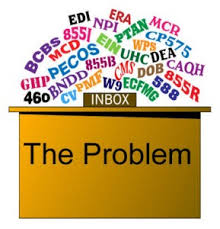 EDI ERA MCR
NPI PTAN CP575
BCBS 855I EIN WPS
MCD UHC DEA CAQH
PECOS 855B CMS DOB 855R
GHP BNDD PMF W9 ECFMG 588
460 CV
INBOX
The Problem